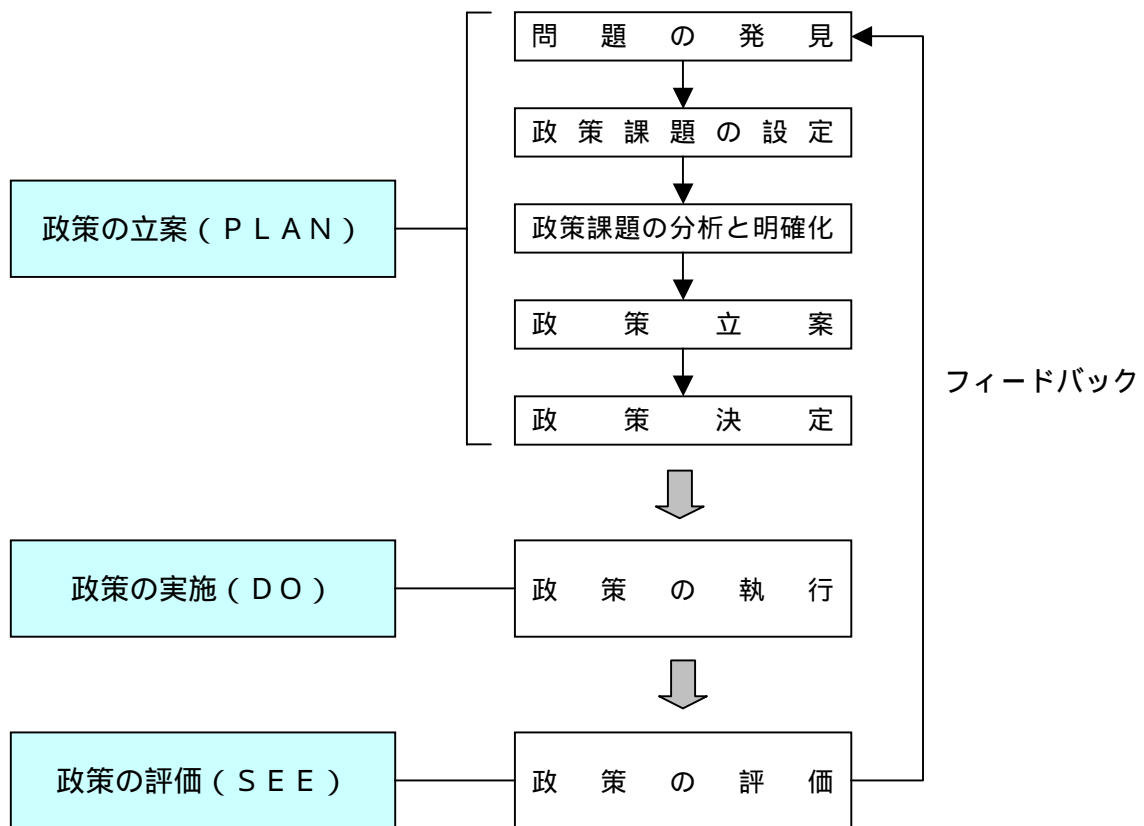 問題の発見
政策課題の設定
政策の立案（ＰＬＡＮ）
政策課題の分析と明確化
政策立案
フィードバック
政策決定
政策の実施（ＤＯ）
政策の執行
政策の評価（ＳＥＥ）
政策の評価